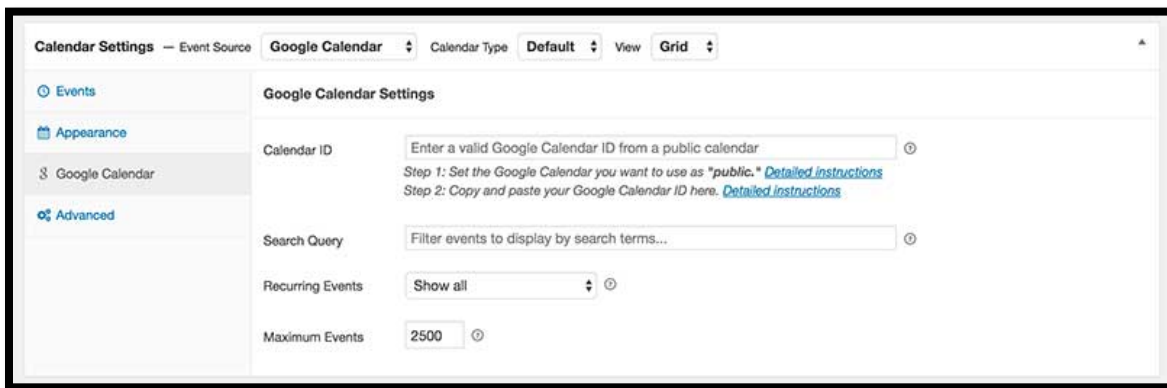 Calendar Settings — Event Source Google Calendar Calendar Type Default View Grid
Events
Google Calendar Settings
Appearance
Calendar ID Enter a valid Google Calendar ID from a public calendar
Google Calendar
Step 1: Set the Google Calendar you want to use as "public." Detailed instructions
Step 2: Copy and paste your Google Calendar ID here. Detailed instructions
Advanced
Search Query Filter events to display by search terms...
Recurring Events Show all
Maximum Events 2500